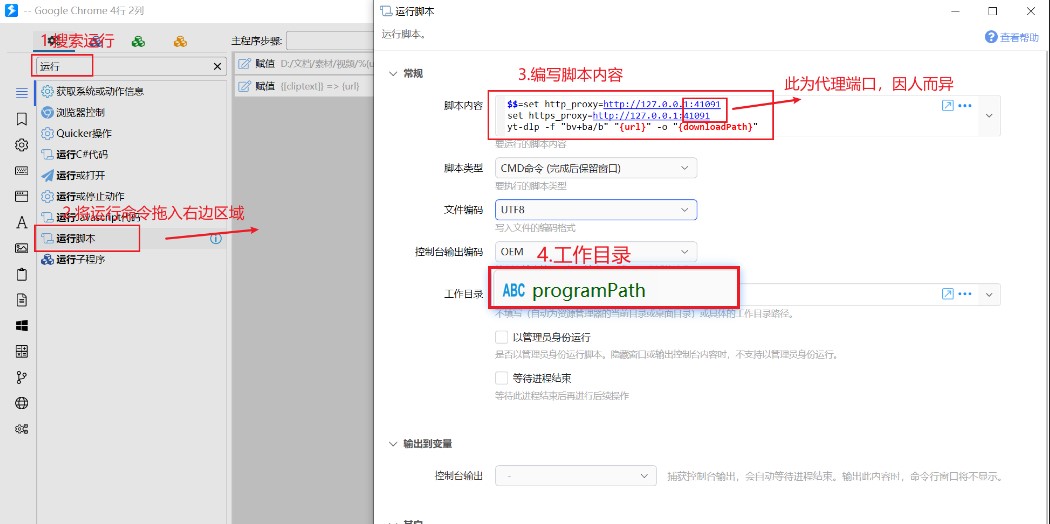 -- Google Chrome 4行 2列
1.搜索运行
主程序步骤:
运行
获取系统或动作信息
浏览器控制
Quicker操作
运行C#代码
运行或打开
运行或停止动作
运行Javascript代码
2.将运行命令拖入右边区域
运行脚本
运行子程序
赋值 D:/文档/素材/视频/%(u
赋值 {[cliptext]} => {url}
运行脚本
运行脚本。
查看帮助
常规
3.编写脚本内容
此为代理端口，因人而异
脚本内容
$$=set http_proxy=http://127.0.0.1:41091
set https_proxy=http://127.0.0.1:41091
yt-dlp -f "bv+ba/b" "{url}" -o "{downloadPath}"
要运行的脚本内容
脚本类型
CMD命令 (完成后保留窗口)
要执行的脚本类型
文件编码
UTF8
写入文件的编码格式
控制台输出编码
OEM
4.工作目录
工作目录
ABC programPath
不填写（自动为资源管理器的当前目录或桌面目录）或具体的工作目录路径。
以管理员身份运行
是否以管理员身份运行脚本。隐藏窗口或输出控制台内容时，不支持以管理员身份运行。
等待进程结束
等待此进程结束后再进行后续操作
输出到变量
控制台输出
-
捕获控制台输出，会自动等待进程结束。输出此内容时，命令行窗口将不显示。